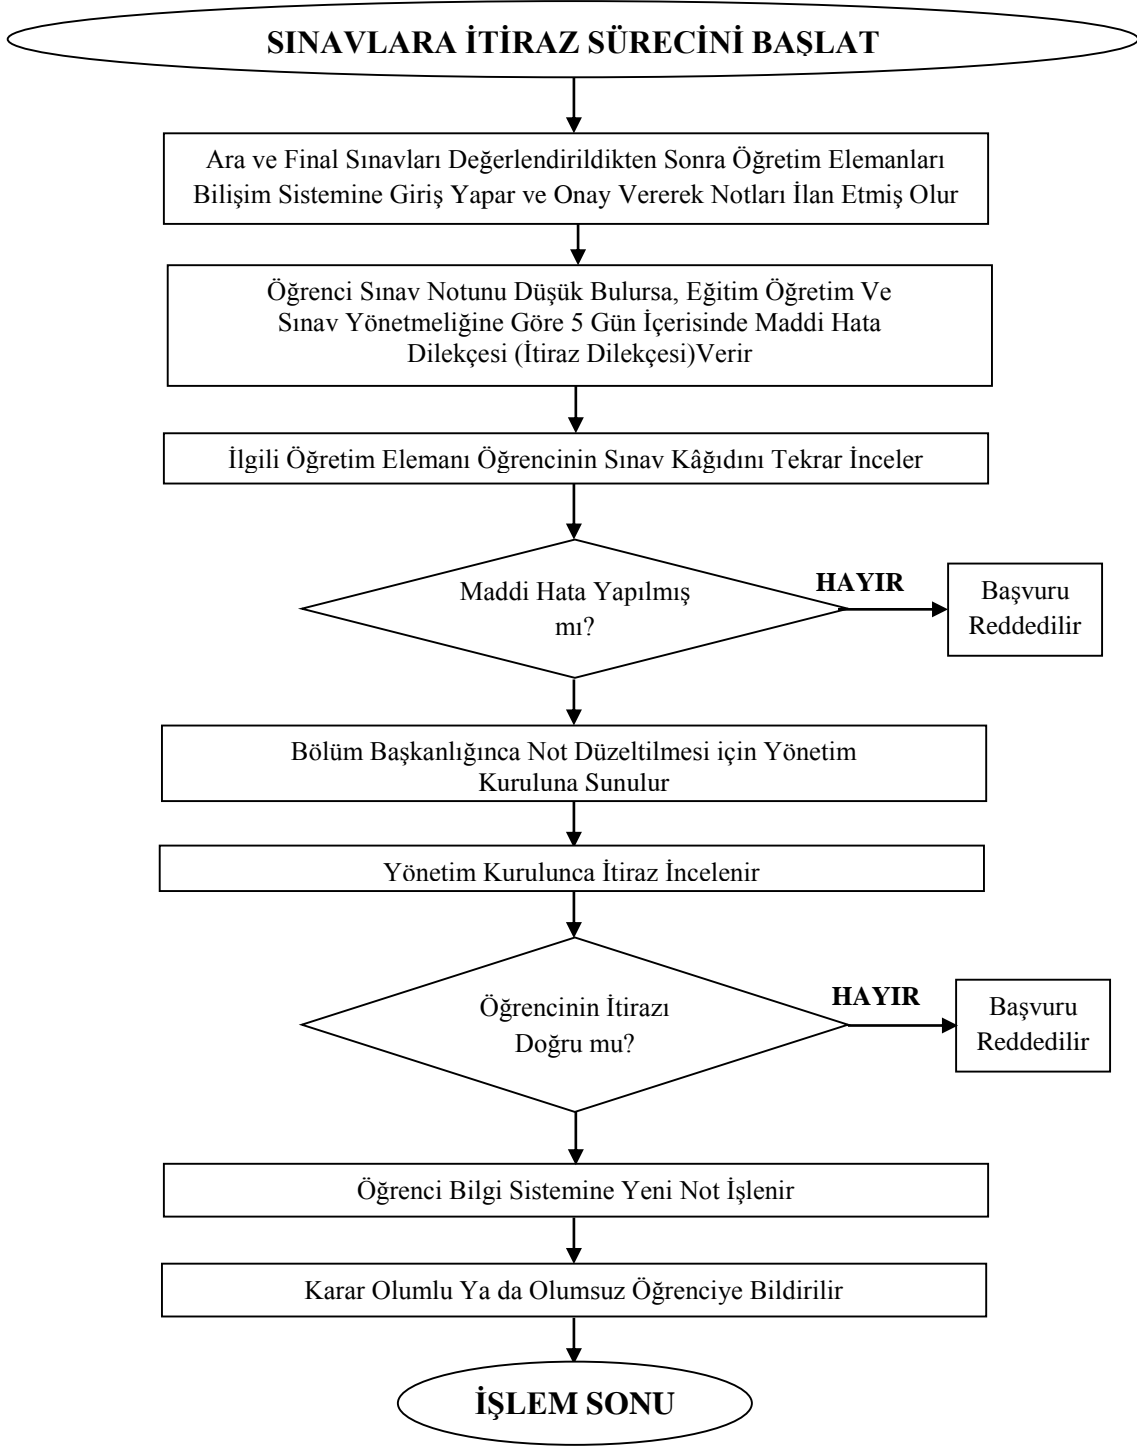 SINAVLARA İTİRAZ SÜRECİNİ BAŞLAT
Ara ve Final Sınavları Değerlendirildikten Sonra Öğretim Elemanları
Bilişim Sistemine Giriş Yapar ve Onay Vererek Notları İlan Etmiş Olur
Öğrenci Sınav Notunu Düşük Bulursa, Eğitim Öğretim Ve
Sınav Yönetmeliğine Göre 5 Gün İçerisinde Maddi Hata
Dilekçesi (İtiraz Dilekçesi)Verir
İlgili Öğretim Elemanı Öğrencinin Sınav Kâğıdını Tekrar İnceler
Maddi Hata Yapılmış
mı?
HAYIR
Başvuru
Reddedilir
Bölüm Başkanlığınca Not Düzeltilmesi için Yönetim
Kuruluna Sunulur
Yönetim Kurulunca İtiraz İncelenir
Öğrencinin İtirazı
Doğru mu?
HAYIR
Başvuru
Reddedilir
Öğrenci Bilgi Sistemine Yeni Not İşlenir
Karar Olumlu Ya da Olumsuz Öğrenciye Bildirilir
İŞLEM SONU